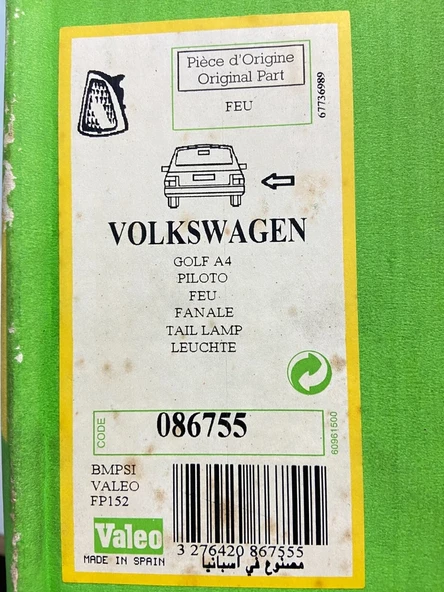 Pièce d'Origine
Original Part
FEU
67736989
VOLKSWAGEN
GOLF A4
PILOTO
FEU
FANALE
TAIL LAMP
LEUCHTE
CODE
086755
60961500
BMPSI
VALEO
FP152
Valeo
MADE IN SPAIN
3 276420 867555
مصنوع في اسبانيا